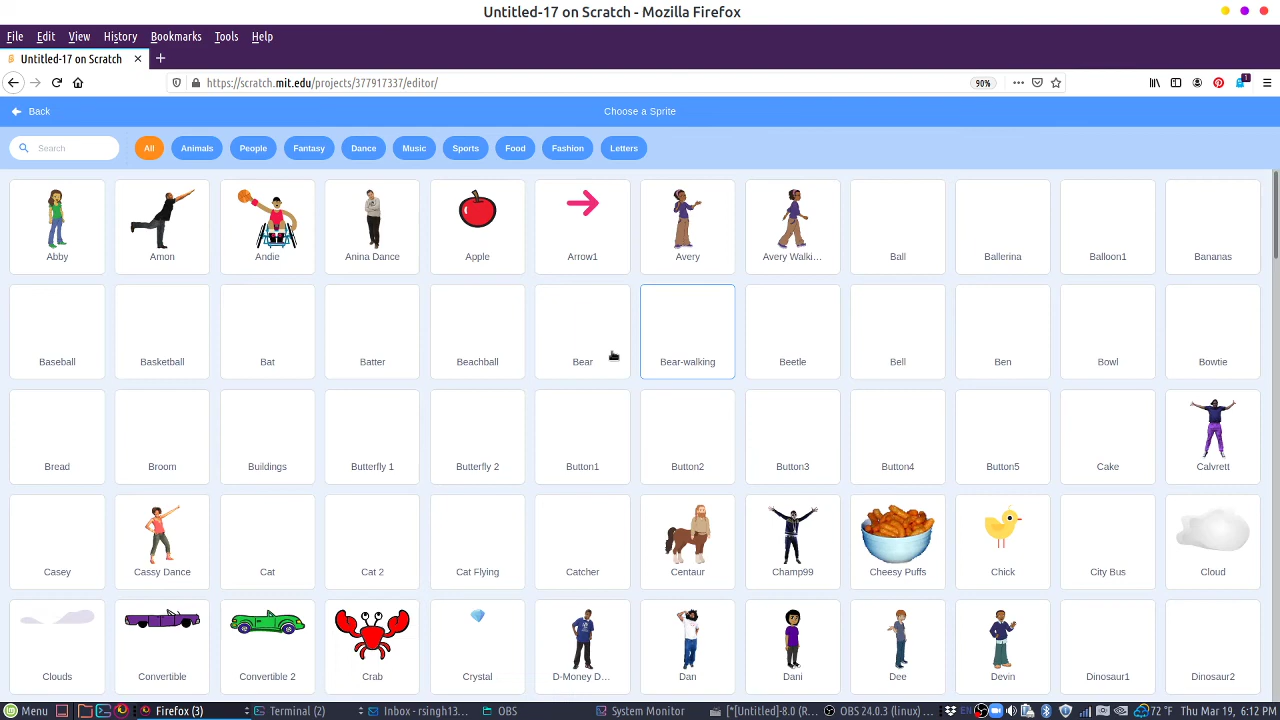 Untitled-17 on Scratch - Mozilla Firefox
File Edit View History Bookmarks Tools Help
Untitled-17 on Scratch
https://scratch.mit.edu/projects/377917337/editor/ 90%
1
Back Choose a Sprite
Search All Animals People Fantasy Dance Music Sports Food Fashion Letters
Abby Amon Andie Anina Dance Apple Arrow1 Avery Avery Walki... Ball Ballerina Balloon1 Bananas
Baseball Basketball Bat Batter Beachball Bear Bear-walking Beetle Bell Ben Bowl Bowtie
Bread Broom Buildings Butterfly 1 Butterfly 2 Button1 Button2 Button3 Button4 Button5 Cake Calvrett
Casey Cassy Dance Cat Cat 2 Cat Flying Catcher Centaur Champ99 Cheesy Puffs Chick City Bus Cloud
Clouds Convertible Convertible 2 Crab Crystal D-Money D... Dan Dani Dee Devin Dinosaur1 Dinosaur2
Menu Firefox (3) Terminal (2) Inbox - rsingh13... OBS System Monitor [*[Untitled]-8.0 (R... OBS 24.0.3 (linux) ... 72 °F Thu Mar 19, 6:12 PM